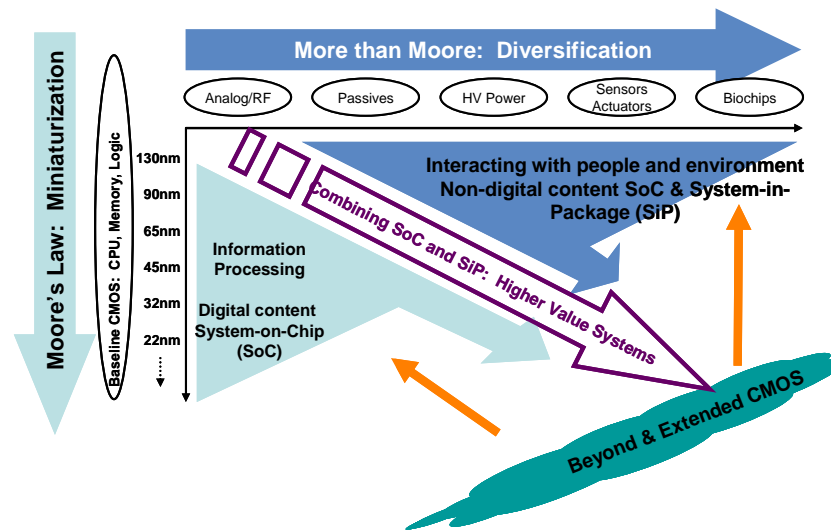 More than Moore:  Diversification
Moore's Law:  Miniaturization
Baseline CMOS:  CPU, Memory, Logic
Analog/RF
Passives
HV Power
Sensors
Actuators
Biochips
130nm
90nm
65nm
45nm
32nm
22nm
Interacting with people and environment
Non-digital content SoC & System-in-
Package (SiP)
Combining SoC and SiP:  Higher Value Systems
Information
Processing
Digital content
System-on-Chip
(SoC)
Beyond & Extended CMOS